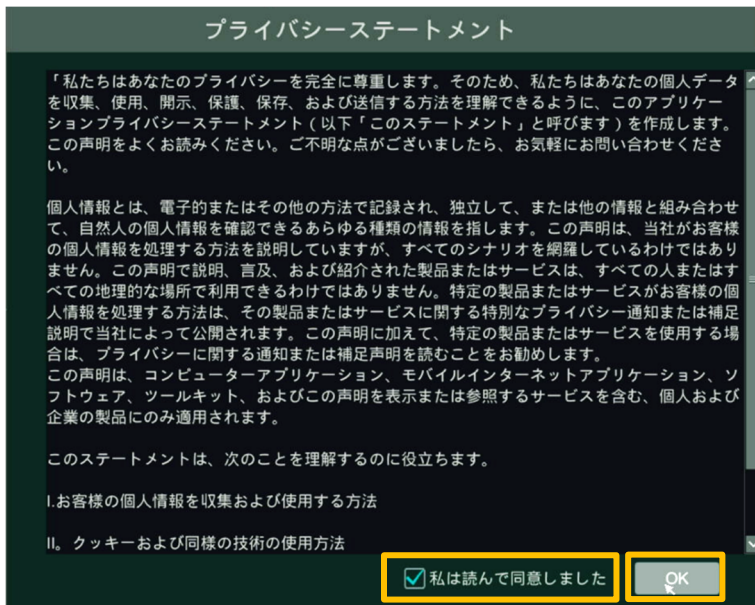 プライバシーステートメント
「私たちはあなたのプライバシーを完全に尊重します。そのため、私たちはあなたの個人データ
を収集、使用、開示、保護、保存、および送信する方法を理解できるように、このアプリケー
ションプライバシーステートメント（以下「このステートメント」と呼びます）を作成します。
この声明をよくお読みください。ご不明な点がございましたら、お気軽にお問い合わせくださ
い。
個人情報とは、電子的またはその他の方法で記録され、独立して、または他の情報と組み合わせ
て、自然人の個人情報を確認できるあらゆる種類の情報を指します。この声明は、当社がお客様
の個人情報を処理する方法を説明していますが、すべてのシナリオを網羅しているわけではあり
ません。この声明で説明、言及、および紹介された製品またはサービスは、すべての人またはす
べての地理的な場所で利用できるわけではありません。特定の製品またはサービスがお客様の個
人情報を処理する方法は、その製品またはサービスに関する特別なプライバシー通知または補足
説明で当社によって公開されます。この声明に加えて、特定の製品またはサービスを使用する場
合は、プライバシーに関する通知または補足声明を読むことをお勧めします。
この声明は、コンピューターアプリケーション、モバイルインターネットアプリケーション、ソ
フトウェア、ツールキット、およびこの声明を表示または参照するサービスを含む、個人および
企業の製品にのみ適用されます。
このステートメントは、次のことを理解するのに役立ちます。
I.お客様の個人情報を収集および使用する方法
II。クッキーおよび同様の技術の使用方法
私は読んで同意しました
OK